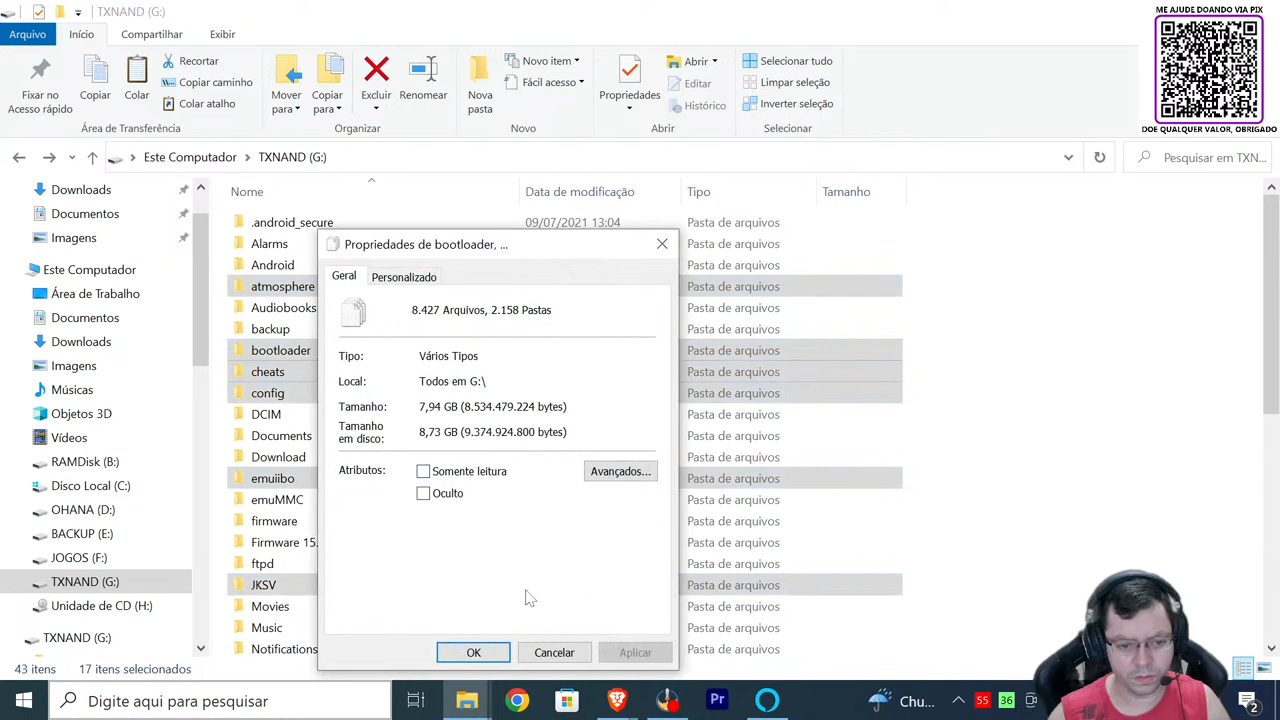 TXNAND (G:)
ME AJUDE DOANDO VIA PIX
Arquivo Início Compartilhar Exibir
Fixar no
Acesso rápido
Copiar
Colar
Recortar
Copiar caminho
Colar atalho
Área de Transferência
Mover
para
Copiar
para
Excluir
Renomear
Organizar
Nova
pasta
Novo item
Fácil acesso
Novo
Propriedades
Abrir
Editar
Histórico
Abrir
Selecionar tudo
Limpar seleção
Inverter seleção
Selecionar
DOE QUALQUER VALOR, OBRIGADO
Este Computador > TXNAND (G:)
Pesquisar em TXN...
Downloads
Documentos
Imagens
Este Computador
Área de Trabalho
Documentos
Downloads
Imagens
Músicas
Objetos 3D
Vídeos
RAMDisk (B:)
Disco Local (C:)
OHANA (D:)
BACKUP (E:)
JOGOS (F:)
TXNAND (G:)
Unidade de CD (H:)
TXNAND (G:)
Nome Data de modificação Tipo Tamanho
.android_secure 09/07/2021 13:04 Pasta de arquivos
Alarms Pasta de arquivos
Android Pasta de arquivos
atmosphere Pasta de arquivos
Audiobooks Pasta de arquivos
backup Pasta de arquivos
bootloader Pasta de arquivos
cheats Pasta de arquivos
config Pasta de arquivos
DCIM Pasta de arquivos
Documents Pasta de arquivos
Download Pasta de arquivos
emuiibo Pasta de arquivos
emuMMC Pasta de arquivos
firmware Pasta de arquivos
Firmware 15. Pasta de arquivos
ftpd Pasta de arquivos
JKSV Pasta de arquivos
Movies Pasta de arquivos
Music Pasta de arquivos
Notifications Pasta de arquivos
Propriedades de bootloader, ...
Geral Personalizado
8.427 Arquivos, 2.158 Pastas
Tipo: Vários Tipos
Local: Todos em G:\
Tamanho: 7,94 GB (8.534.479.224 bytes)
Tamanho
em disco: 8,73 GB (9.374.924.800 bytes)
Atributos: Somente leitura Avançados...
Oculto
OK Cancelar Aplicar
43 itens 17 itens selecionados
Digite aqui para pesquisar
Pr
Chu...
55 36
2